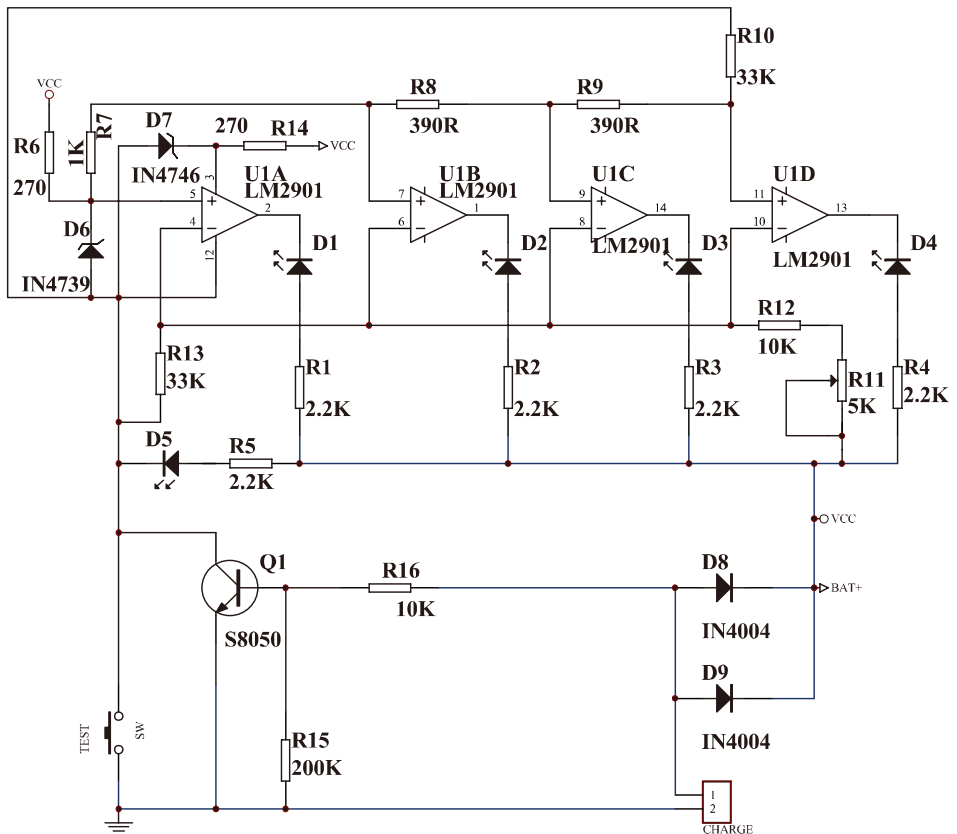 R10
33K
R8
390R
R9
390R
VCC
R6
270
R7
1K
D7
IN4746
270
R14
VCC
U1A
LM2901
3
5
4
2
12
U1B
LM2901
7
6
1
U1C
LM2901
9
8
14
U1D
LM2901
11
10
13
D6
IN4739
D1
D2
D3
D4
R12
10K
R13
33K
R1
2.2K
R2
2.2K
R3
2.2K
R11
5K
R4
2.2K
D5
R5
2.2K
VCC
Q1
S8050
R16
10K
D8
IN4004
BAT+
D9
IN4004
TEST
SW
R15
200K
1
2
CHARGE